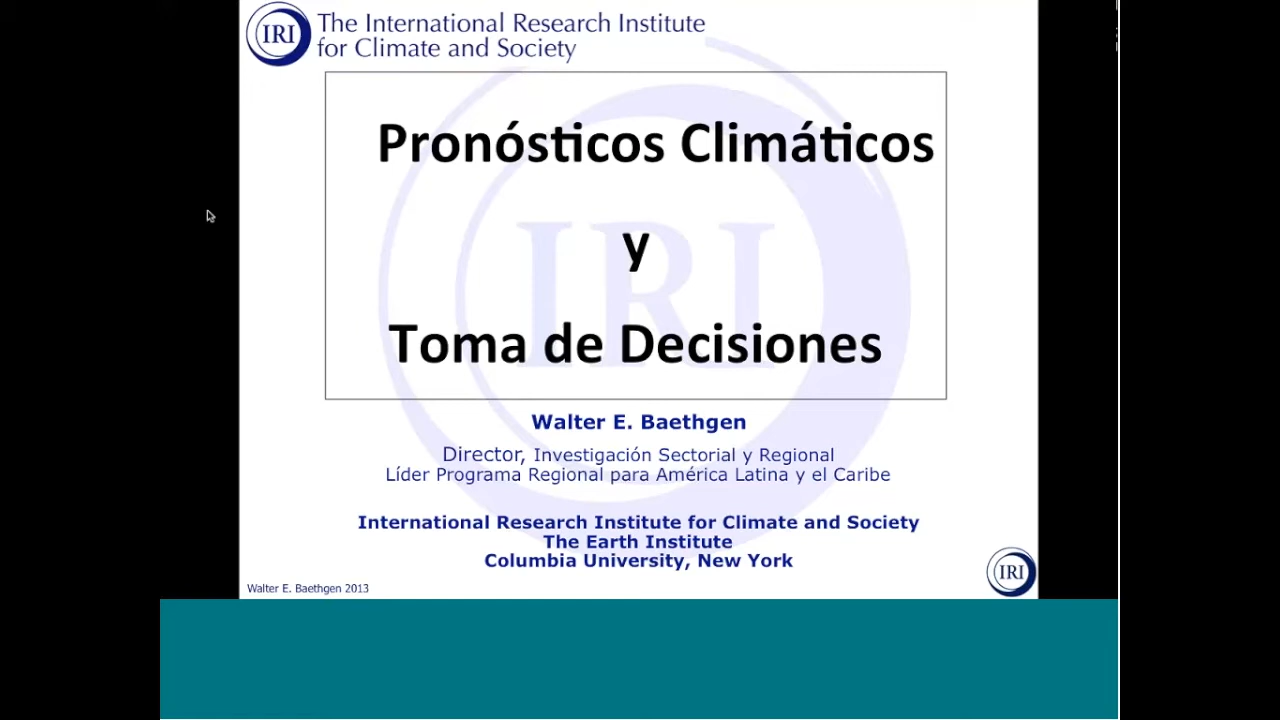 IRI
The International Research Institute
for Climate and Society
Pronósticos Climáticos
y
Toma de Decisiones
IRI
Walter E. Baethgen
Director, Investigación Sectorial y Regional
Líder Programa Regional para América Latina y el Caribe
International Research Institute for Climate and Society
The Earth Institute
Columbia University, New York
Walter E. Baethgen 2013
IRI